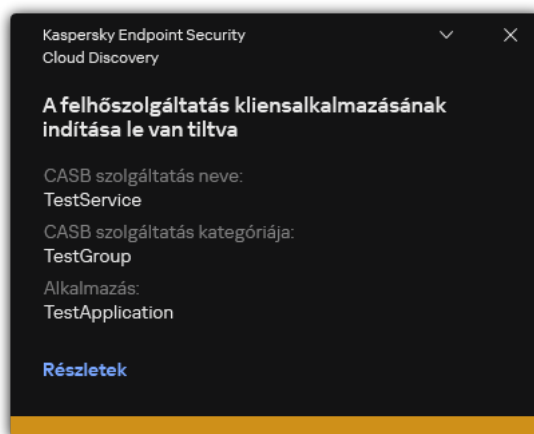 Kaspersky Endpoint Security
Cloud Discovery
A felhőszolgáltatás kliensalkalmazásának
indítása le van tiltva
CASB szolgáltatás neve:
TestService
CASB szolgáltatás kategóriája:
TestGroup
Alkalmazás:
TestApplication
Részletek